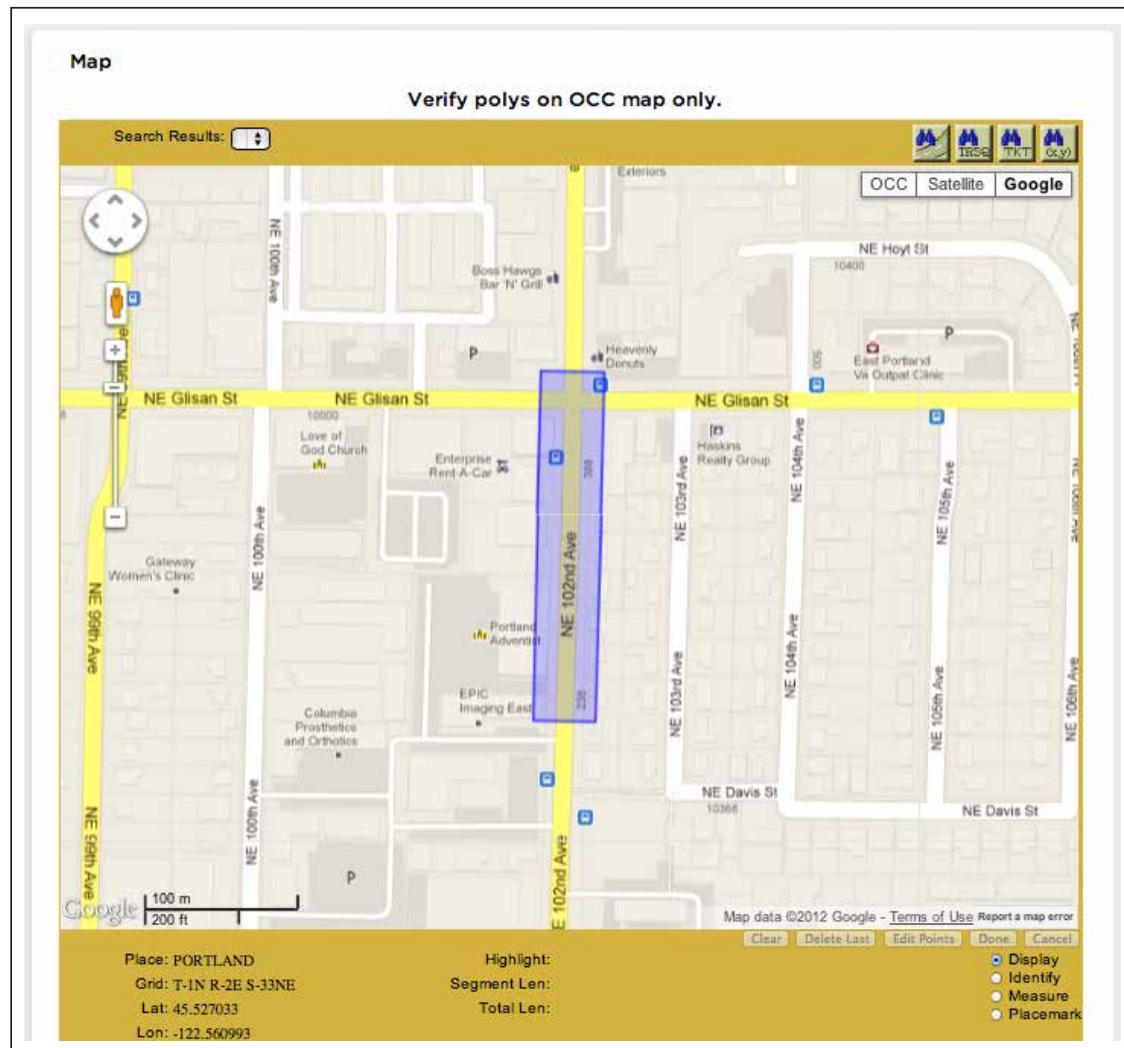 Map
Verify polys on OCC map only.
Search Results:
TRSQ TKT (x,y)
OCC Satellite Google
Exteriors
NE 100th Ave
NE Hoyt St
10400
Boss Hawgs
Bar 'N' Grill
P
Heavenly
Donuts
500
East Portland
Va Outpat Clinic
P
NE Glisan St
NE Glisan St
NE Glisan St
10000
Love of
God Church
Enterprise
Rent-A-Car
Haskins
Realty Group
NE 103rd Ave
NE 104th Ave
NE 105th Ave
NE 100th Ave
Gateway
Women's Clinic
NE 102nd Ave
NE 99th Ave
Portland
Adventist
NE 103rd Ave
NE 104th Ave
NE 105th Ave
NE 106th Ave
EPIC
Imaging East
238
Columbia
Prosthetics
and Orthotics
NE Davis St
10366
NE Davis St
NE 100th Ave
NE 99th Ave
P
E 102nd Ave
Google
100 m
200 ft
Map data ©2012 Google - Terms of Use Report a map error
Clear Delete Last Edit Points Done Cancel
Place: PORTLAND
Grid: T-1N R-2E S-33NE
Lat: 45.527033
Lon: -122.560993
Highlight:
Segment Len:
Total Len:
Display
Identify
Measure
Placemark